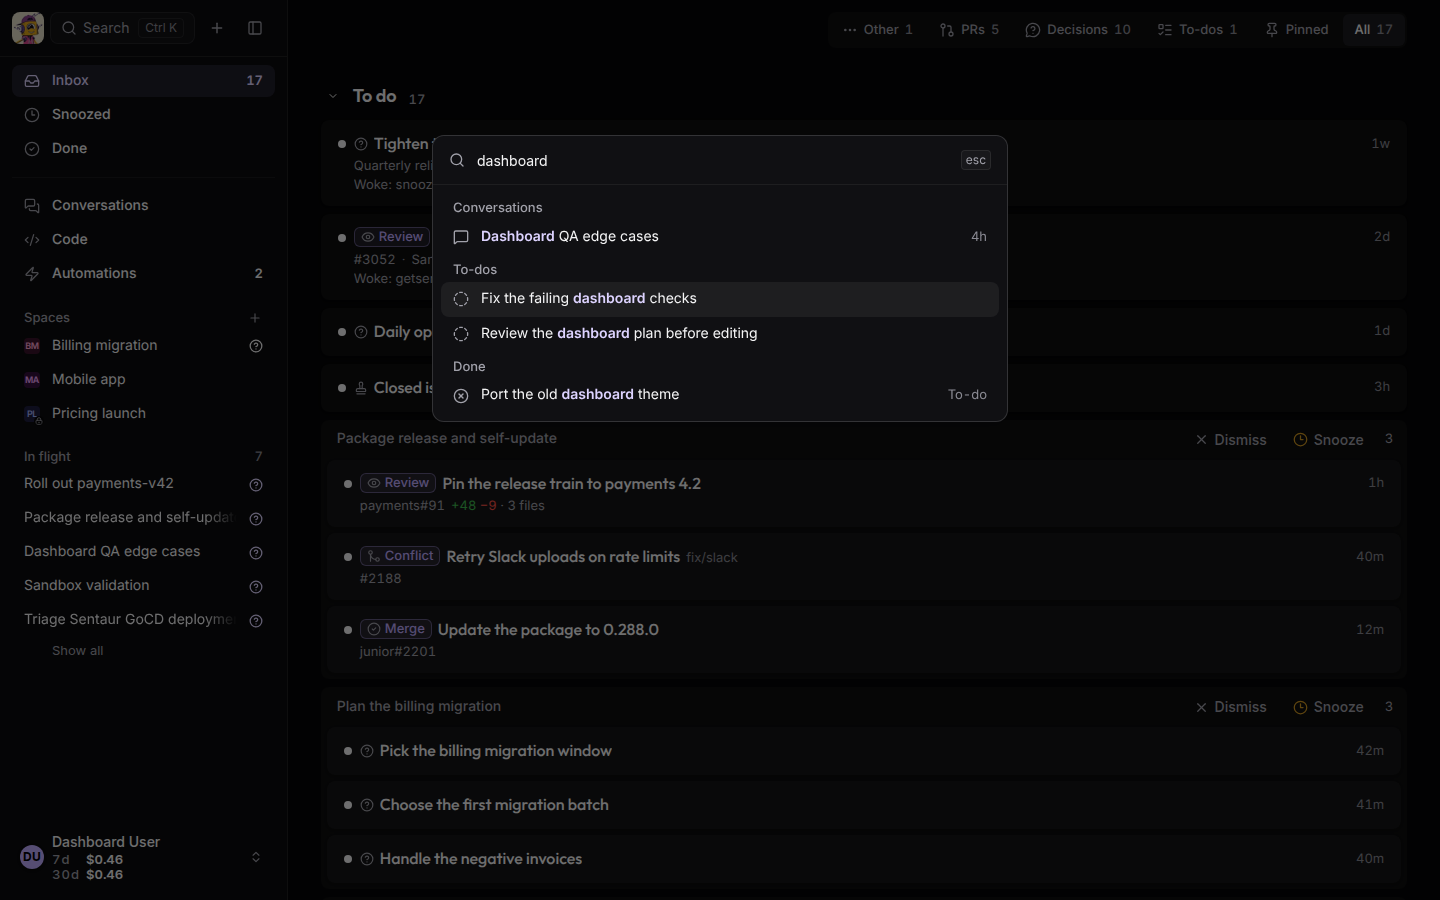 Search Ctrl K
Inbox 17
Snoozed
Done
Conversations
Code
Automations 2
Spaces
BM Billing migration
MA Mobile app
PL Pricing launch
In flight 7
Roll out payments-v42
Package release and self-updat
Dashboard QA edge cases
Sandbox validation
Triage Sentaur GoCD deployme
Show all
DU Dashboard User
7d $0.46
30d $0.46
Other 1 PRs 5 Decisions 10 To-dos 1 Pinned All 17
To do 17
Tighten 1w
Quarterly reli
Woke: snooz
Review 2d
#3052 · Sar
Woke: getser
Daily op 1d
Closed is 3h
dashboard esc
Conversations
Dashboard QA edge cases 4h
To-dos
Fix the failing dashboard checks
Review the dashboard plan before editing
Done
Port the old dashboard theme To-do
Package release and self-update Dismiss Snooze 3
Review Pin the release train to payments 4.2 1h
payments#91 +48 −9 · 3 files
Conflict Retry Slack uploads on rate limits fix/slack 40m
#2188
Merge Update the package to 0.288.0 12m
junior#2201
Plan the billing migration Dismiss Snooze 3
Pick the billing migration window 42m
Choose the first migration batch 41m
Handle the negative invoices 40m